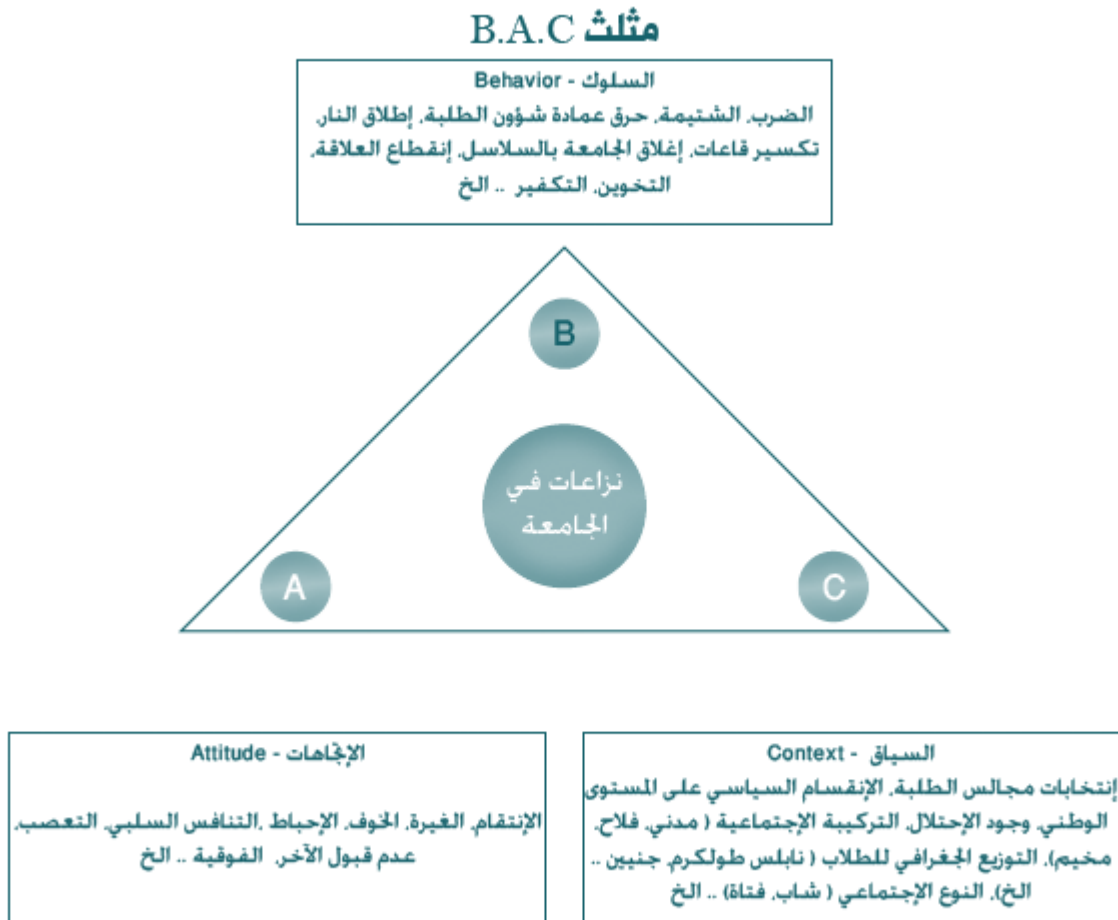 مثلث B.A.C
السلوك - Behavior
الضرب، الشتيمة، حرق عمادة شؤون الطلبة، إطلاق النار،
تكسير قاعات، إغلاق الجامعة بالسلاسل، إنقطاع العلاقة،
التخوين، التكفير .. الخ
B
نزاعات في
الجامعة
A
C
الإتجاهات - Attitude
الإنتقام، الغيرة، الخوف، الإحباط ،التنافس السلبي، التعصب،
عدم قبول الآخر، الفوقية .. الخ
السياق - Context
إنتخابات مجالس الطلبة، الإنقسام السياسي على المستوى
الوطني، وجود الإحتلال، التركيبة الإجتماعية ( مدني، فلاح،
مخيم)، التوزيع الجغرافي للطلاب ( نابلس طولكرم، جنيين ..
الخ)، النوع الإجتماعي ( شاب، فتاة) .. الخ